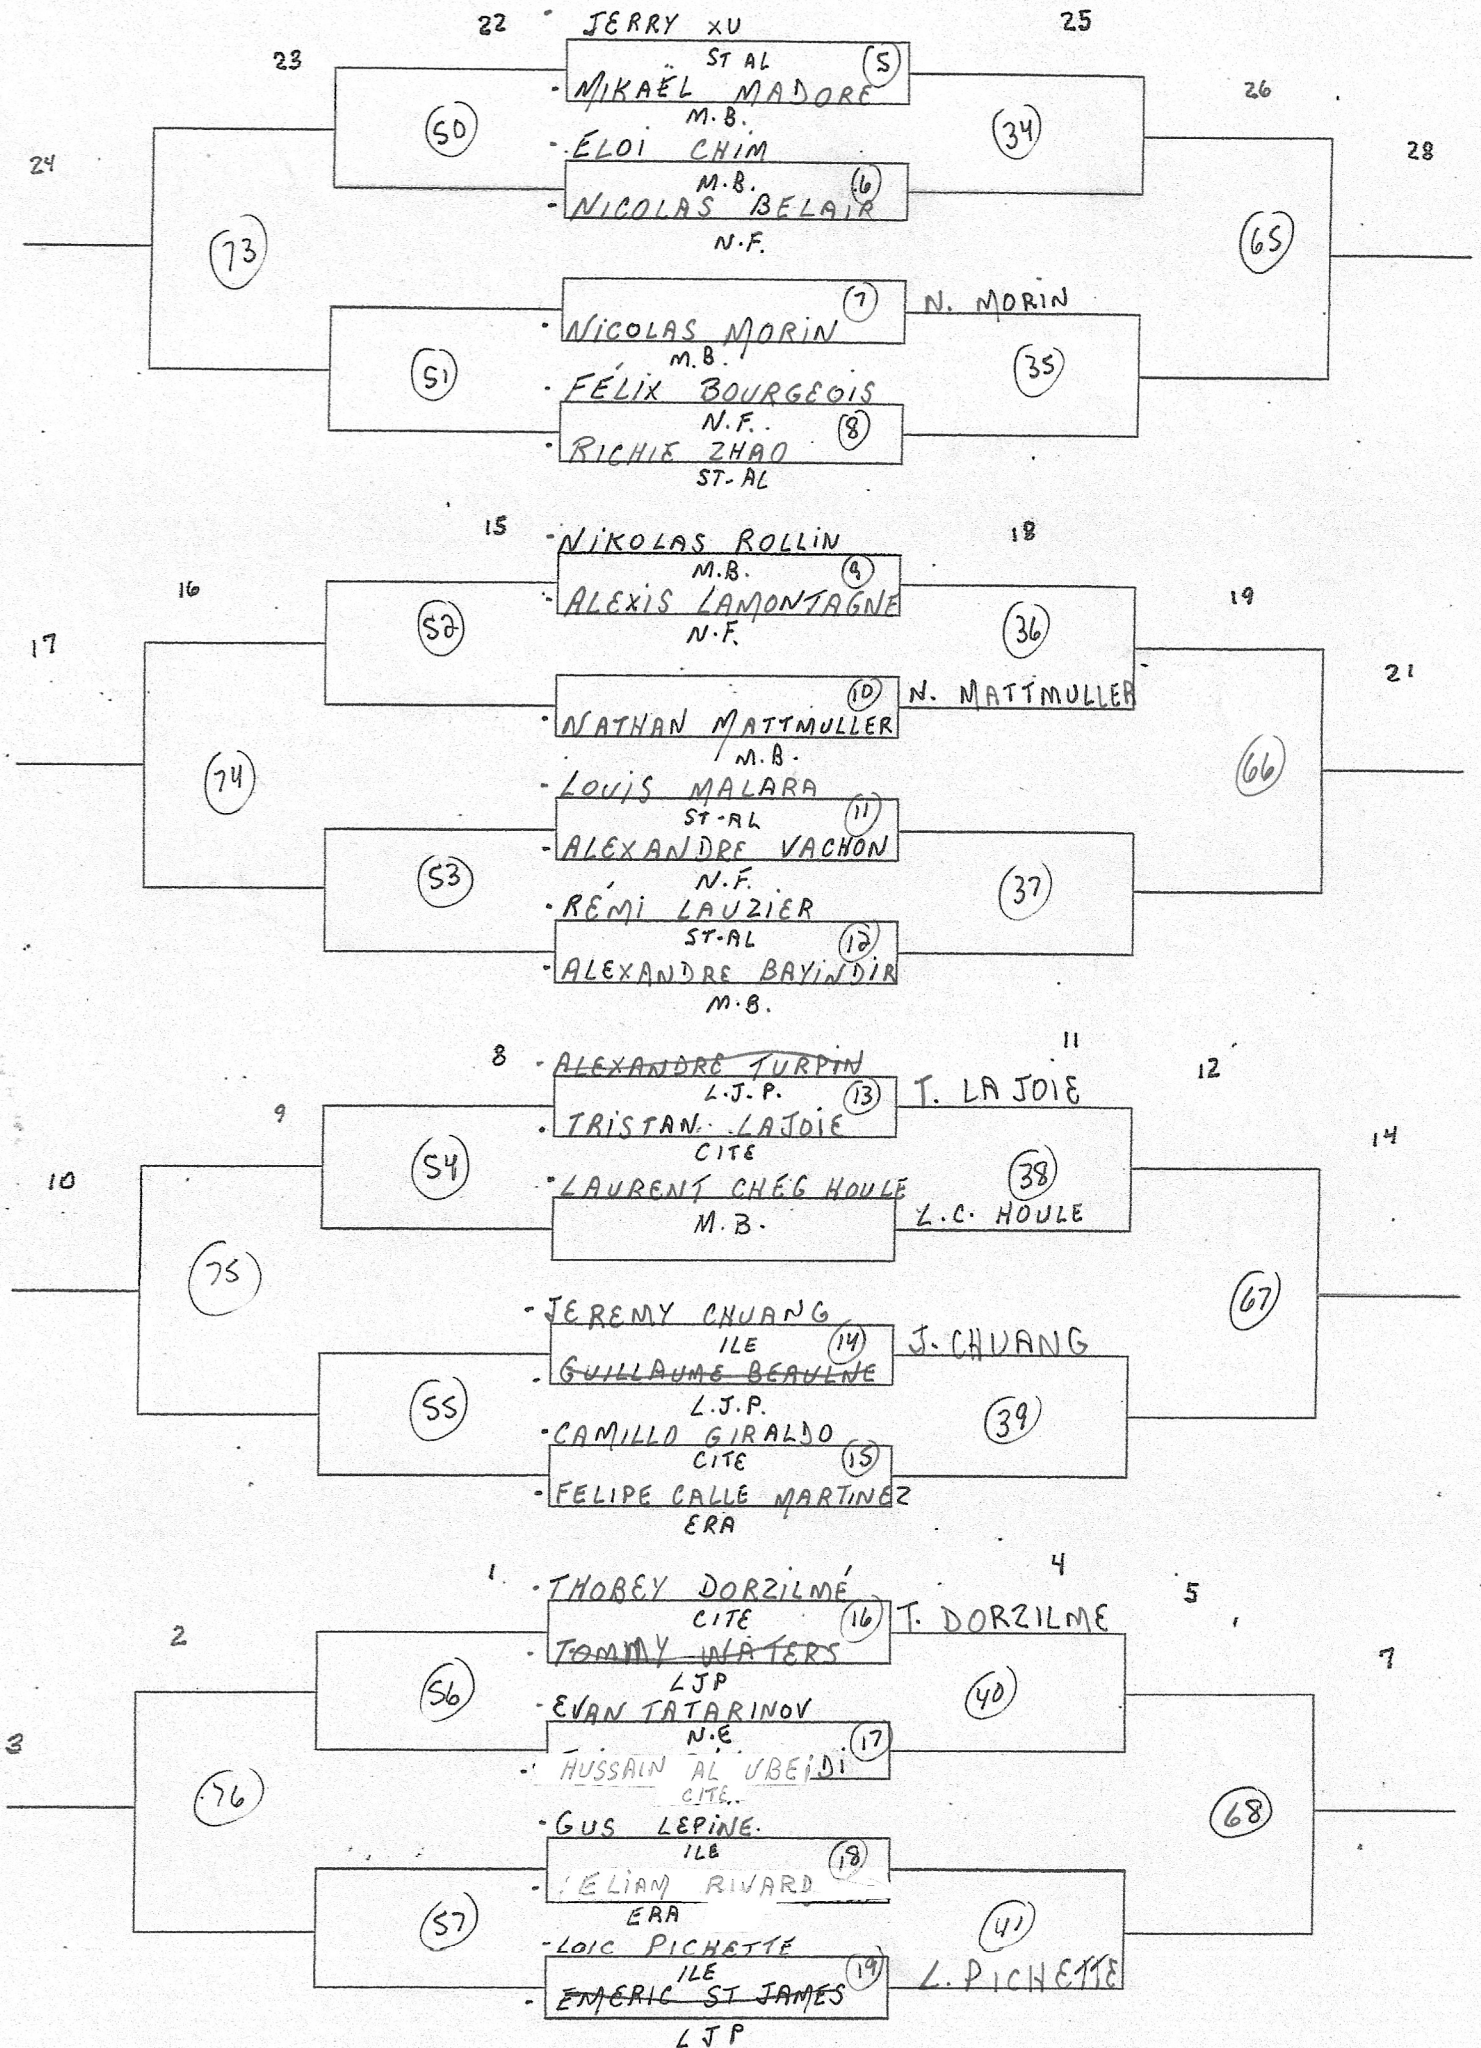 22 JERRY XU 25
23 ST AL (5)
MIKAËL MADORE 26
M.B.
(50) ÉLOI CHIM (34)
24 M.B. (6) 28
NICOLAS BELAIR
(73) N.F. (65)
(7) N. MORIN
NICOLAS MORIN
M.B.
(51) FÉLIX BOURGEOIS (35)
N.F. (8)
RICHIE ZHAO
ST-AL
15 NIKOLAS ROLLIN 18
16 M.B. (9)
ALEXIS LAMONTAGNE 19
17 (52) N.F. (36)
(10) N. MATTMULLER 21
NATHAN MATTMULLER
(74) M.B. (66)
LOUIS MALARA
ST-AL (11)
ALEXANDRE VACHON
(53) N.F. (37)
RÉMI LAUZIER
ST-AL (12)
ALEXANDRE BAYINDIR
M.B.
8 ALEXANDRE TURPIN 11
9 L.J.P. (13) T. LAJOIE 12
TRISTAN LAJOIE
CITE 14
10 (54) LAURENT CHÉG HOULE (38)
M.B. L.C. HOULE
(75) (67)
JEREMY CHUANG
ILE (14) J. CHUANG
GUILLAUME BEAULNE
(55) L.J.P. (39)
CAMILLO GIRALDO
CITE (15)
FELIPE CALLE MARTINEZ
ERA
1 THOBEY DORZILMÉ 4
2 CITE (16) T. DORZILME 5
TOMMY WATERS
LJP 7
(56) EVAN TATARINOV (40)
3 N.E (17)
HUSSAIN AL UBEIDI
(76) CITE (68)
GUS LEPINE
ILE (18)
ELIAM RIVARD
(57) ERA (41)
LOIC PICHETTE
ILE (19) L. PICHETTE
EMERIC ST JAMES
LJP